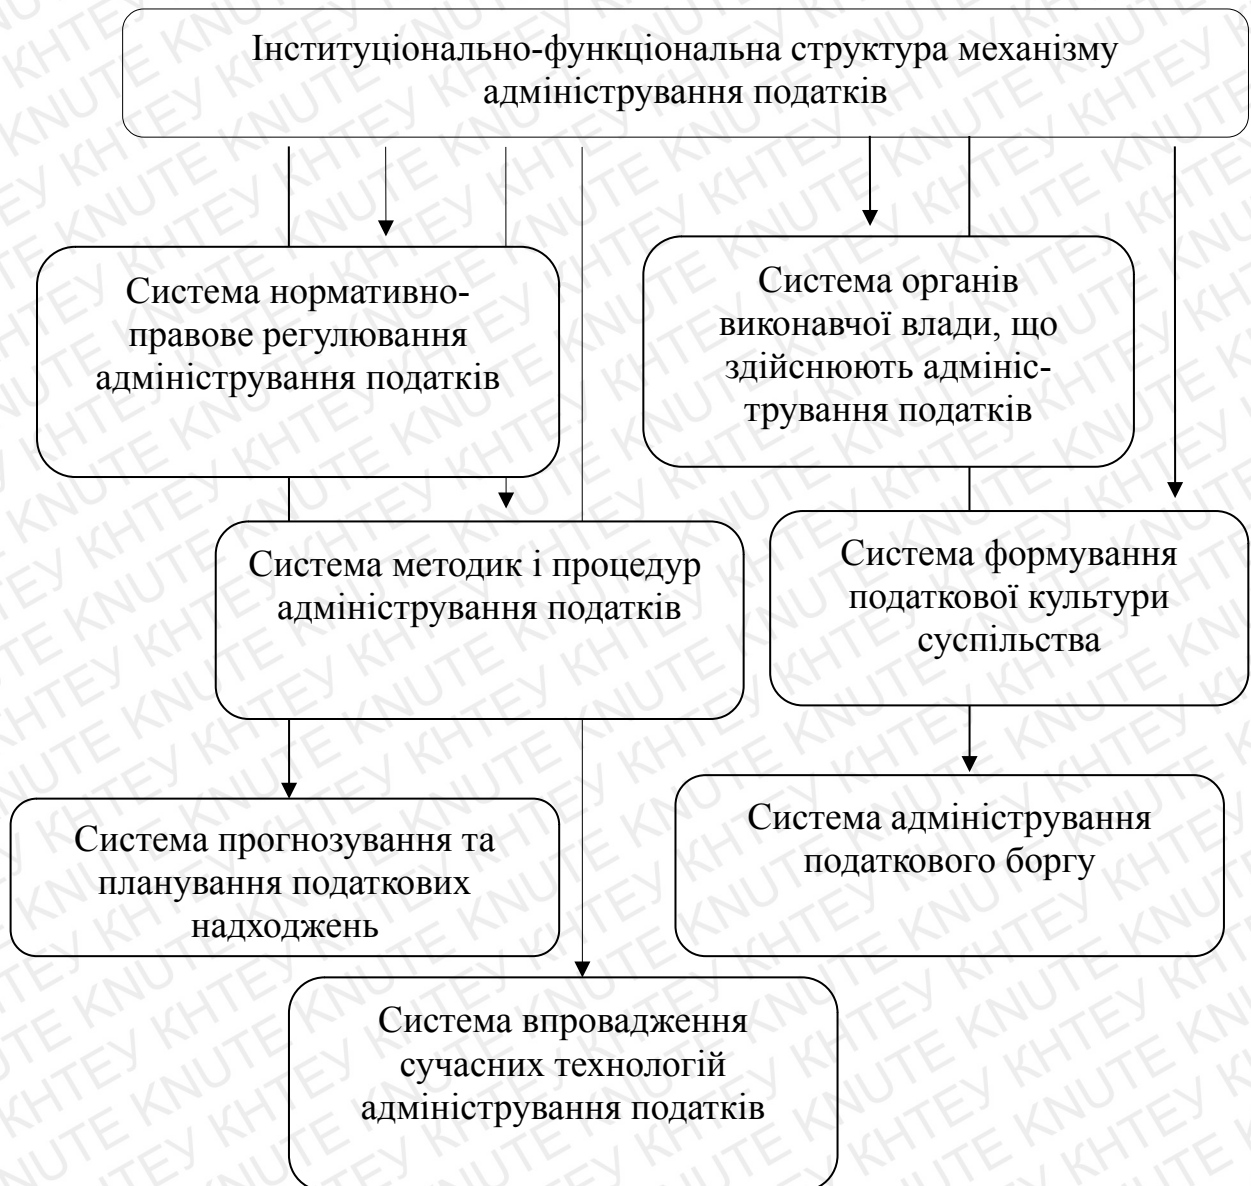 Інституціонально-функціональна структура механізму
адміністрування податків
Система нормативно-
правове регулювання
адміністрування податків
Система органів
виконавчої влади, що
здійснюють адмініс-
трування податків
Система методик і процедур
адміністрування податків
Система формування
податкової культури
суспільства
Система прогнозування та
планування податкових
надходжень
Система адміністрування
податкового боргу
Система впровадження
сучасних технологій
адміністрування податків